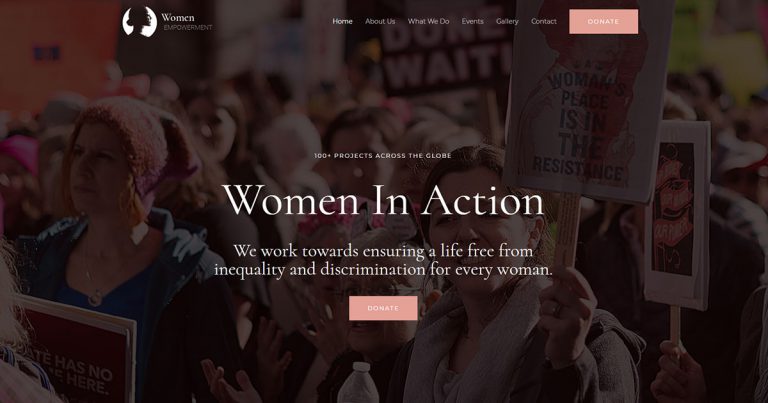 Women
EMPOWERMENT
Home
About Us
What We Do
Events
Gallery
Contact
DONATE
DONE
WAITI
A
WOMAN'S
PLACE
IS IN
THE
RESISTANCE
100+ PROJECTS ACROSS THE GLOBE
Women In Action
We work towards ensuring a life free from
inequality and discrimination for every woman.
DONATE
HAS NO
HERE.